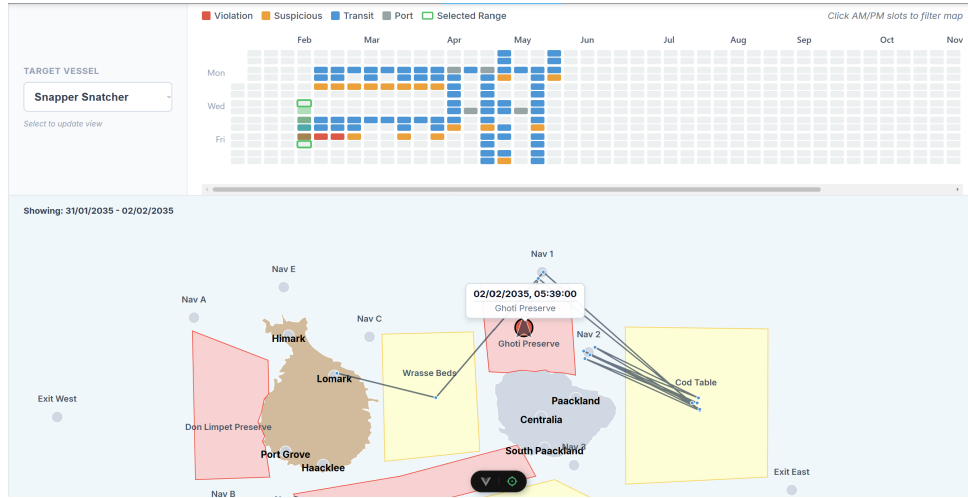 Violation Suspicious Transit Port Selected Range
Click AM/PM slots to filter map
Feb Mar Apr May Jun Jul Aug Sep Oct Nov
Mon
Wed
Fri
TARGET VESSEL
Snapper Snatcher
Select to update view
Showing: 31/01/2035 - 02/02/2035
Nav 1
Nav E
02/02/2035, 05:39:00
Ghoti Preserve
Nav A
Nav C
Nav 2
Himark
Ghoti Preserve
Lomark
Wrasse Beds
Cod Table
Exit West
Paackland
Centralia
Don Limpet Preserve
Nav 3
South Paackland
Port Grove
Haacklee
Exit East
Nav B